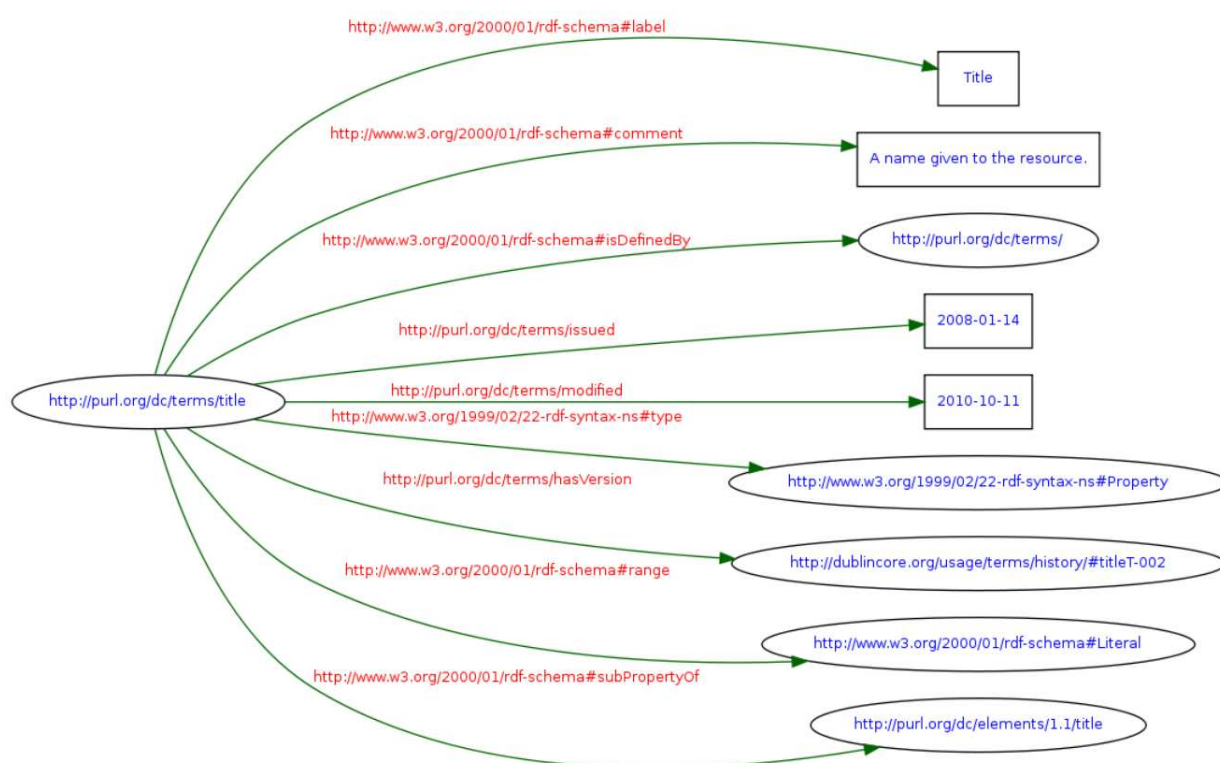 http://www.w3.org/2000/01/rdf-schema#label
Title
http://www.w3.org/2000/01/rdf-schema#comment
A name given to the resource.
http://www.w3.org/2000/01/rdf-schema#isDefinedBy
http://purl.org/dc/terms/
http://purl.org/dc/terms/issued
2008-01-14
http://purl.org/dc/terms/title
http://purl.org/dc/terms/modified
2010-10-11
http://www.w3.org/1999/02/22-rdf-syntax-ns#type
http://www.w3.org/1999/02/22-rdf-syntax-ns#Property
http://purl.org/dc/terms/hasVersion
http://dublincore.org/usage/terms/history/#titleT-002
http://www.w3.org/2000/01/rdf-schema#range
http://www.w3.org/2000/01/rdf-schema#Literal
http://www.w3.org/2000/01/rdf-schema#subPropertyOf
http://purl.org/dc/elements/1.1/title